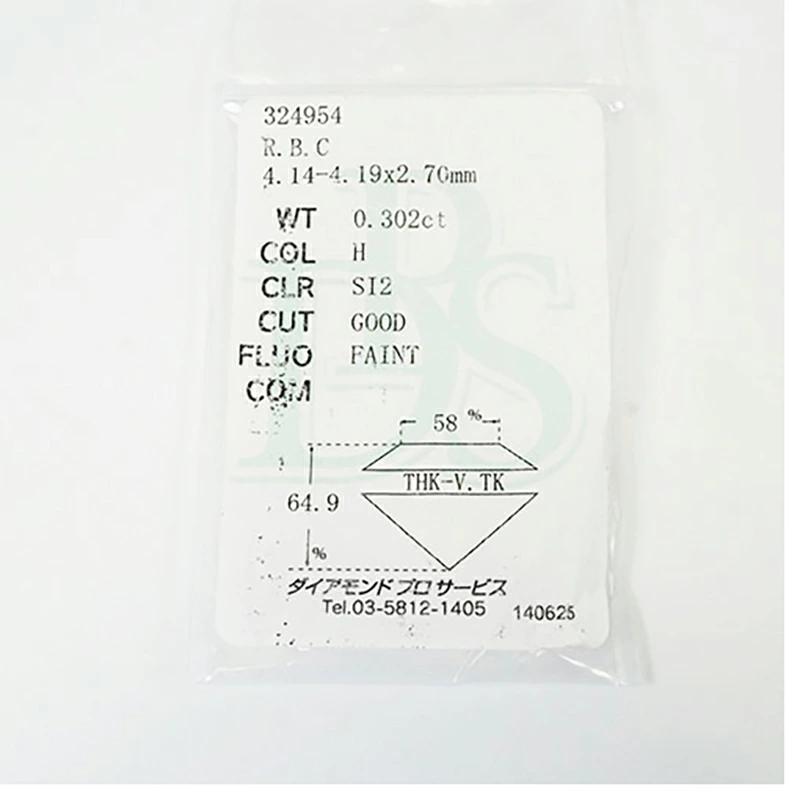 324954
R.B.C
4.14-4.19x2.70mm
WT 0.302ct
COL H
CLR SI2
CUT GOOD
FLUO FAINT
COM
58 %
THK-V.TK
64.9
%
ダイアモンドプロサービス
Tel.03-5812-1405 140625
DBS